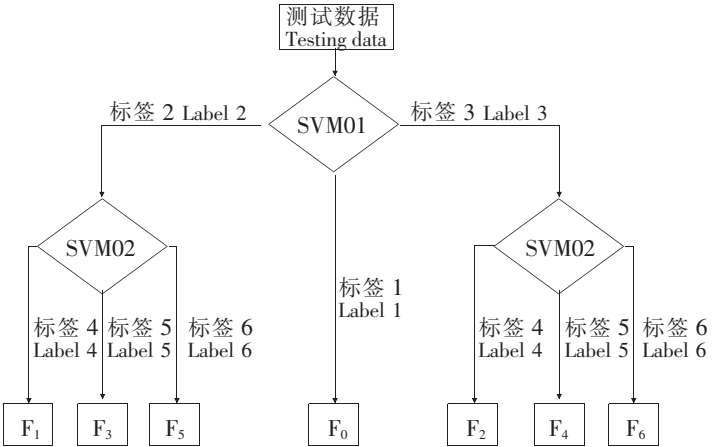 测试数据
Testing data
标签 2 Label 2
SVM01
标签 3 Label 3
SVM02
SVM02
标签 1
Label 1
标签 4
Label 4
标签 5
Label 5
标签 6
Label 6
标签 4
Label 4
标签 5
Label 5
标签 6
Label 6
F₁
F₃
F₅
F₀
F₂
F₄
F₆